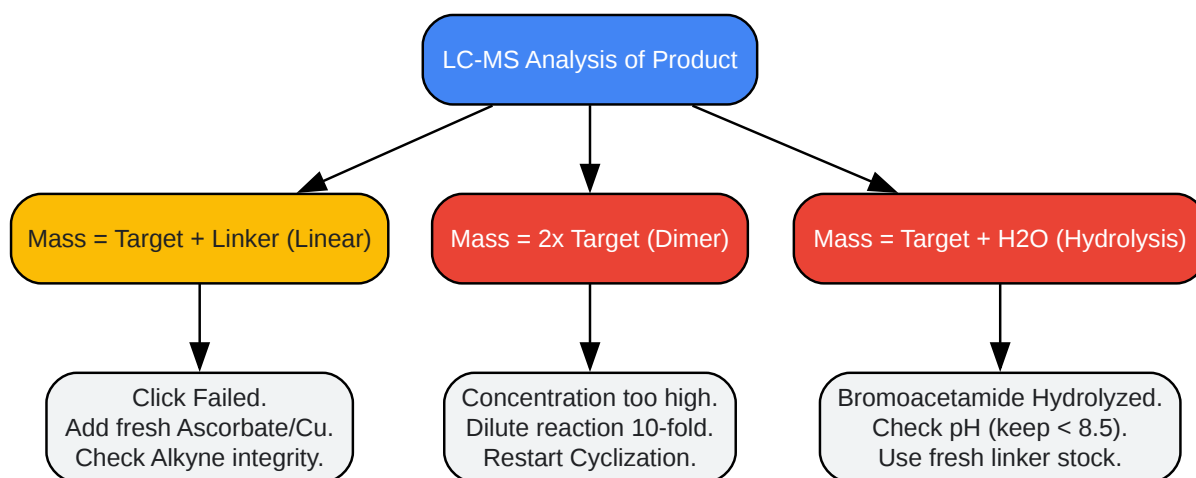 LC-MS Analysis of Product
Mass = Target + Linker (Linear)
Mass = 2x Target (Dimer)
Mass = Target + H2O (Hydrolysis)
Click Failed.
Add fresh Ascorbate/Cu.
Check Alkyne integrity.
Concentration too high.
Dilute reaction 10-fold.
Restart Cyclization.
Bromoacetamide Hydrolyzed.
Check pH (keep < 8.5).
Use fresh linker stock.